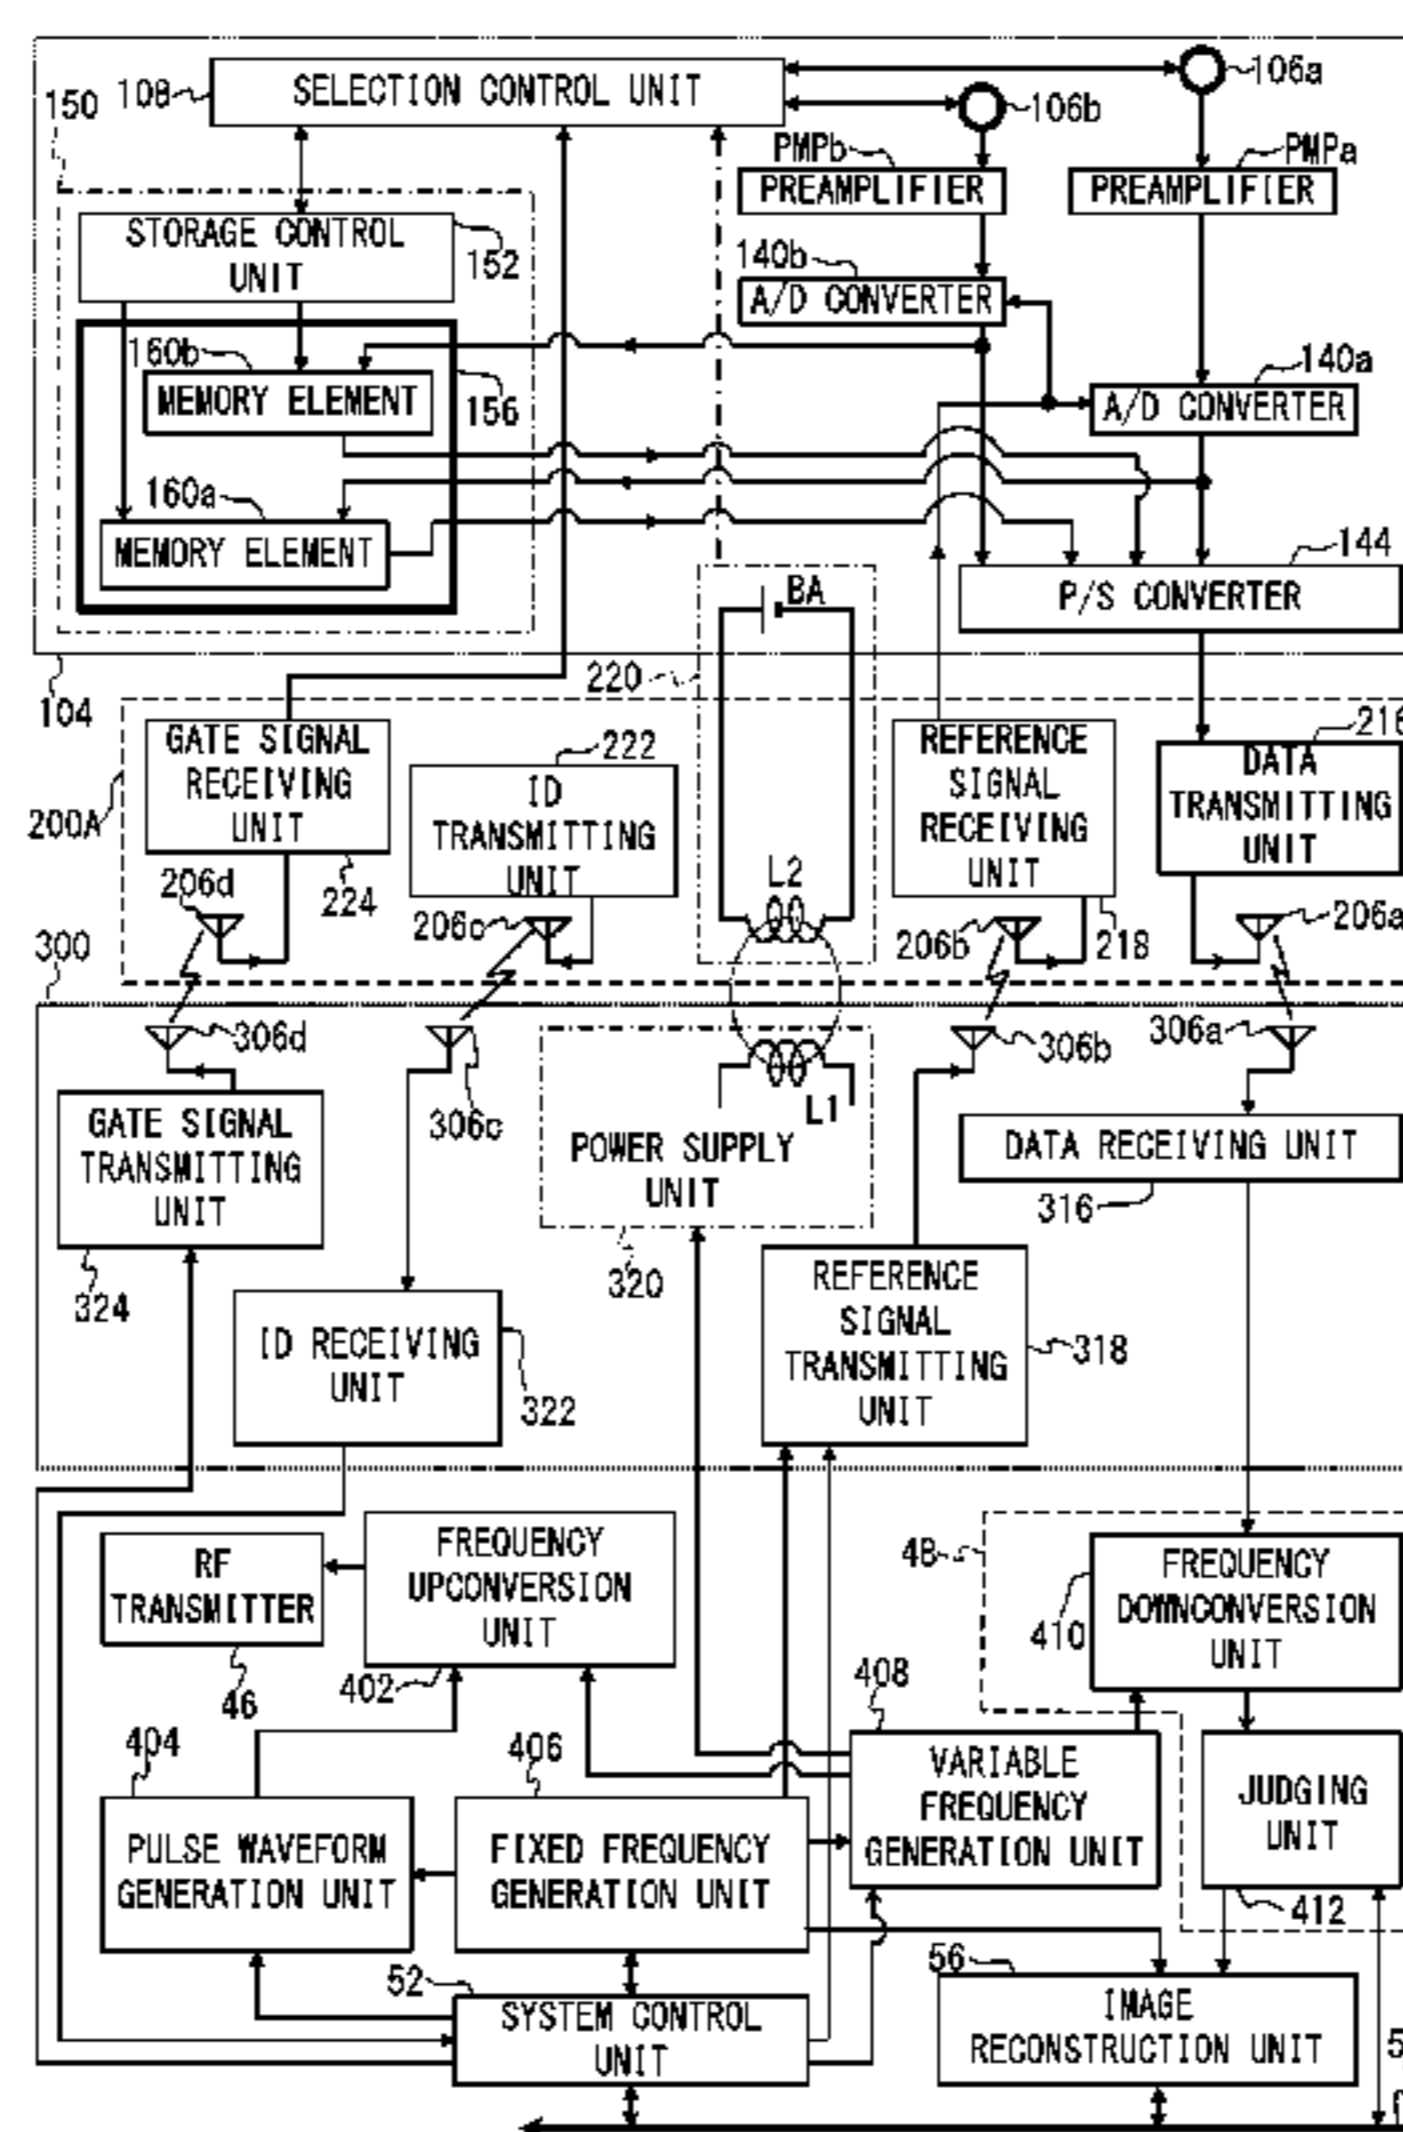 108
SELECTION CONTROL UNIT
106a
106b
150
PMPb
PMPa
PREAMPLIFIER
PREAMPLIFIER
STORAGE CONTROL
UNIT
152
140b
A/D CONVERTER
160b
MEMORY ELEMENT
156
140a
A/D CONVERTER
160a
MEMORY ELEMENT
144
P/S CONVERTER
BA
220
104
200A
GATE SIGNAL
RECEIVING
UNIT
224
206d
222
ID
TRANSMITTING
UNIT
206c
L2
REFERENCE
SIGNAL
RECEIVING
UNIT
218
206b
216
DATA
TRANSMITTING
UNIT
206a
300
306d
306c
306b
306a
GATE SIGNAL
TRANSMITTING
UNIT
324
L1
POWER SUPPLY
UNIT
320
DATA RECEIVING UNIT
316
ID RECEIVING
UNIT
322
REFERENCE
SIGNAL
TRANSMITTING
UNIT
318
RF
TRANSMITTER
46
FREQUENCY
UPCONVERSION
UNIT
402
48
FREQUENCY
DOWNCONVERSION
UNIT
410
404
PULSE WAVEFORM
GENERATION UNIT
406
FIXED FREQUENCY
GENERATION UNIT
408
VARIABLE
FREQUENCY
GENERATION UNIT
JUDGING
UNIT
412
52
SYSTEM CONTROL
UNIT
56
IMAGE
RECONSTRUCTION UNIT